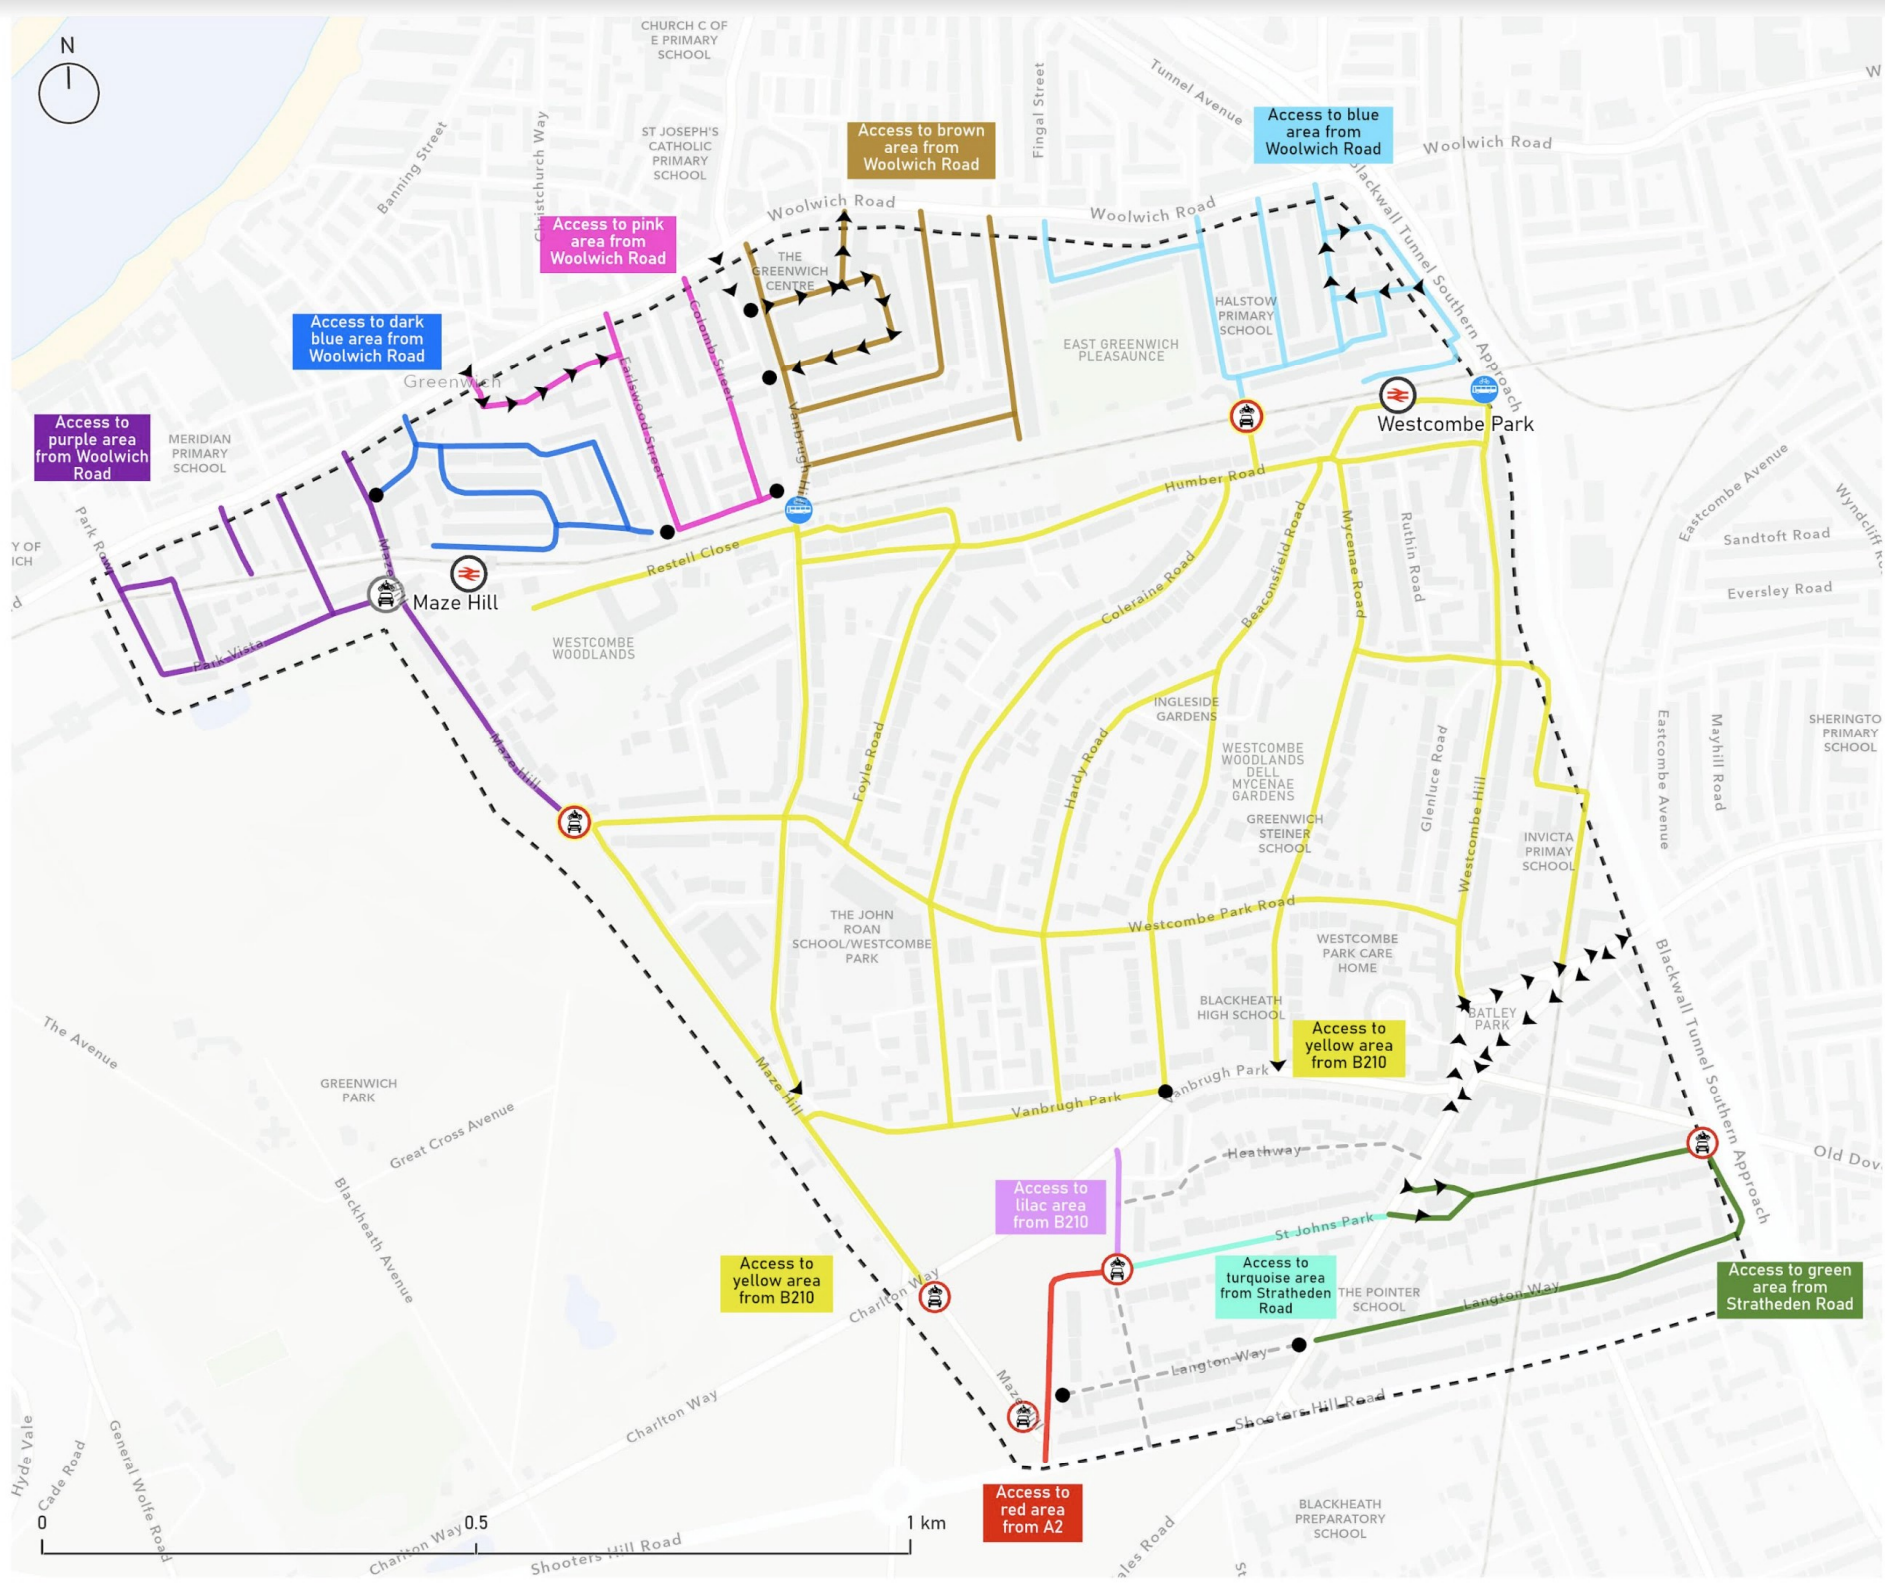 N
CHURCH C OF
E PRIMARY
SCHOOL
Tunnel Avenue
Fingal Street
Banning Street
Christchurch Way
ST JOSEPH'S
CATHOLIC
PRIMARY
SCHOOL
Access to brown
area from
Woolwich Road
Access to blue
area from
Woolwich Road
Woolwich Road
Blackwall Tunnel Southern Approach
Woolwich Road
Woolwich Road
Access to pink
area from
Woolwich Road
THE
GREENWICH
CENTRE
HALSTOW
PRIMARY
SCHOOL
EAST GREENWICH
PLEASAUNCE
Access to dark
blue area from
Woolwich Road
Greenwich
Earlswood Street
Colomb Street
Vanbrugh Hill
Westcombe Park
Access to
purple area
from Woolwich
Road
MERIDIAN
PRIMARY
SCHOOL
Park Row
Y OF
ICH
d
Maze Hill
Maze Hill
Restell Close
Humber Road
Eastcombe Avenue
Wyndcliff Ro
Sandtoft Road
Eversley Road
Park Vista
WESTCOMBE
WOODLANDS
Coleraine Road
Beaconsfield Road
Mycenae Road
Ruthin Road
INGLESIDE
GARDENS
Maze Hill
Foyle Road
Hardy Road
WESTCOMBE
WOODLANDS
DELL
MYCENAE
GARDENS
GREENWICH
STEINER
SCHOOL
Glenluce Road
Westcombe Hill
INVICTA
PRIMAY
SCHOOL
Eastcombe Avenue
Mayhill Road
SHERINGTO
PRIMARY
SCHOOL
THE JOHN
ROAN
SCHOOL/WESTCOMBE
PARK
Westcombe Park Road
WESTCOMBE
PARK CARE
HOME
BLACKHEATH
HIGH SCHOOL
BATLEY
PARK
Access to
yellow area
from B210
Blackwall Tunnel Southern Approach
The Avenue
GREENWICH
PARK
Great Cross Avenue
Blackheath Avenue
Maze Hill
Vanbrugh Park
Vanbrugh Park
Heathway
Old Dov
Access to
lilac area
from B210
St Johns Park
Access to
yellow area
from B210
Charlton Way
Access to
turquoise area
from Stratheden
Road
THE POINTER
SCHOOL
Langton Way
Access to green
area from
Stratheden Road
Langton Way
Maze Hill
Shooters Hill Road
Charlton Way
Hyde Vale
Cade Road
General Wolfe Road
Access to
red area
from A2
BLACKHEATH
PREPARATORY
SCHOOL
0
0.5
1 km
Charlton Way
Shooters Hill Road
ales Road
St